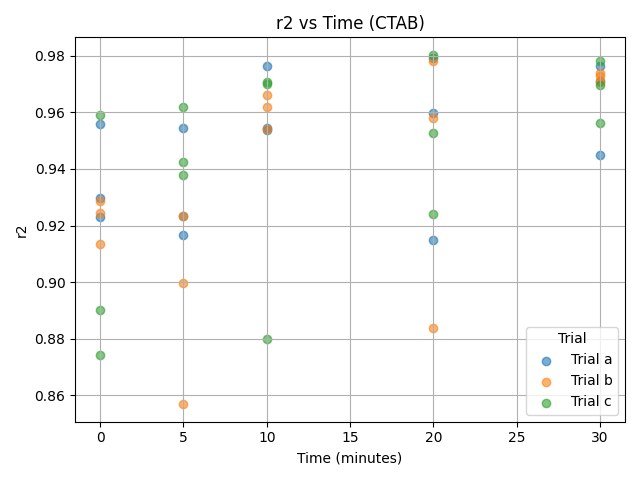 r2 vs Time (CTAB)
0.98
0.96
0.94
0.92
0.90
0.88
0.86
r2
0 5 10 15 20 25 30
Time (minutes)
Trial
Trial a
Trial b
Trial c